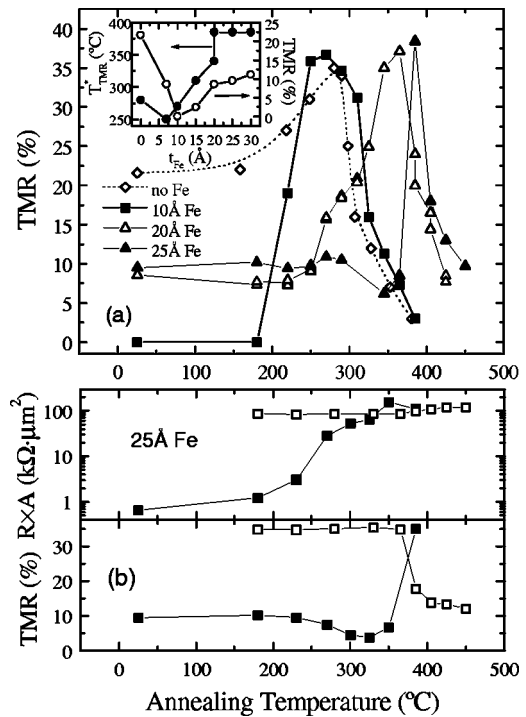 400
350
300
250
T*TMR (ºC)
25
20
15
10
5
0
TMR (%)
0 5 10 15 20 25 30
tFe (Å)
40
35
30
25
20
15
10
5
0
TMR (%)
no Fe
10Å Fe
20Å Fe
25Å Fe
(a)
0 100 200 300 400 500
100
10
1
R×A (kΩ·μm²)
25Å Fe
30
20
10
0
TMR (%)
(b)
0 100 200 300 400 500
Annealing Temperature (ºC)